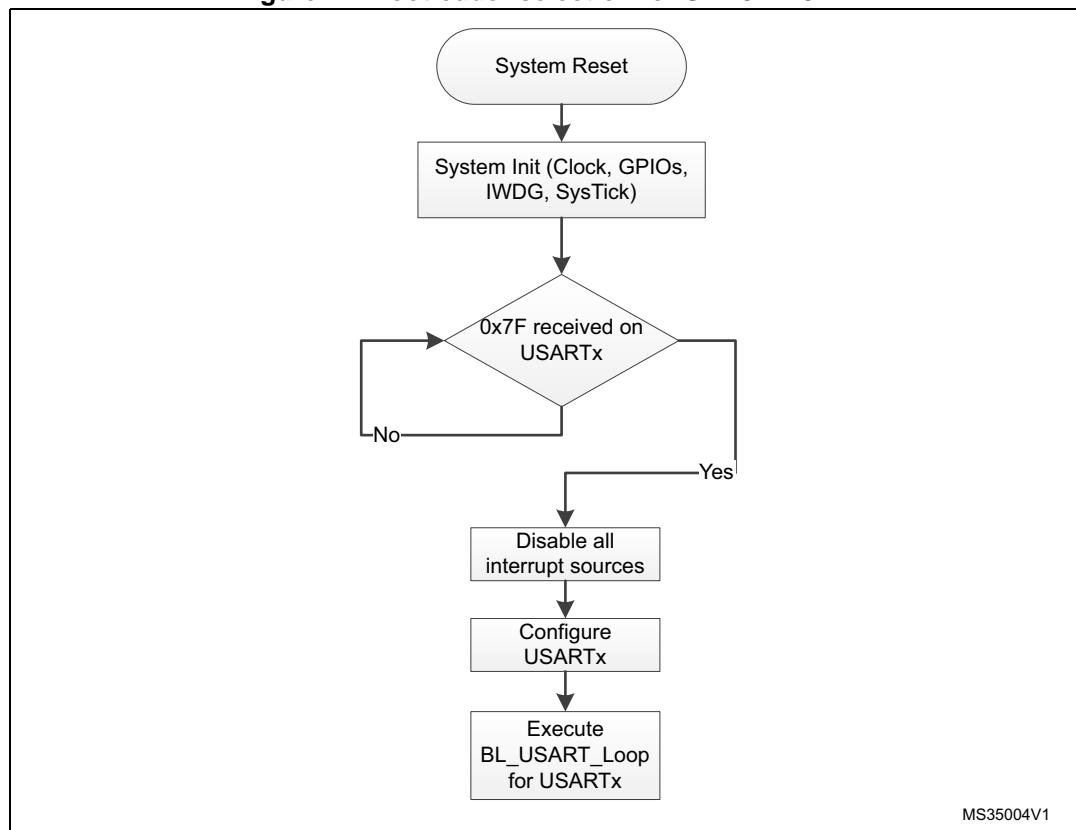 System Reset
System Init (Clock, GPIOs,
IWDG, SysTick)
0x7F received on
USARTx
No
Yes
Disable all
interrupt sources
Configure
USARTx
Execute
BL_USART_Loop
for USARTx
MS35004V1